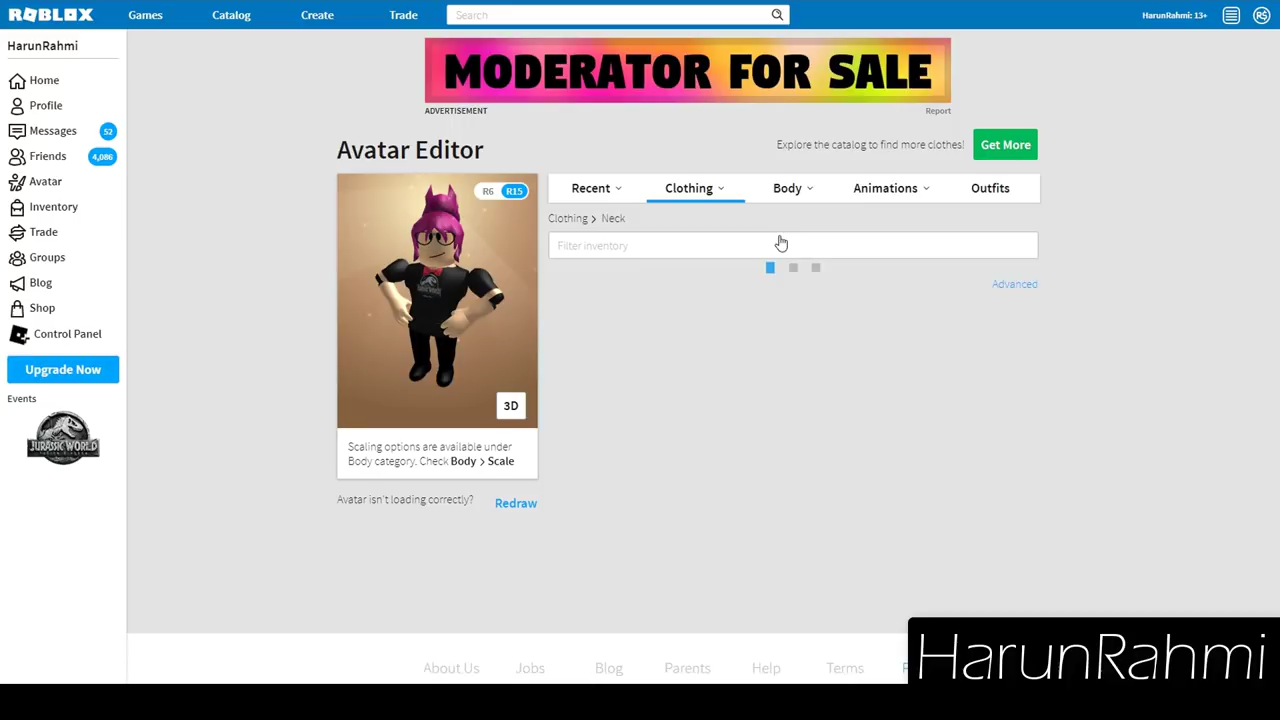 ROBLOX Games Catalog Create Trade Search HarunRahmi: 13+ R$
HarunRahmi
Home
Profile
Messages 52
Friends 4,086
Avatar
Inventory
Trade
Groups
Blog
Shop
Control Panel
Upgrade Now
Events
JURASSIC WORLD
MODERATOR FOR SALE
ADVERTISEMENT Report
Avatar Editor
Explore the catalog to find more clothes! Get More
R6 R15
3D
Scaling options are available under
Body category. Check Body > Scale
Avatar isn't loading correctly? Redraw
Recent Clothing Body Animations Outfits
Clothing > Neck
Filter inventory
Advanced
About Us Jobs Blog Parents Help Terms
HarunRahmi